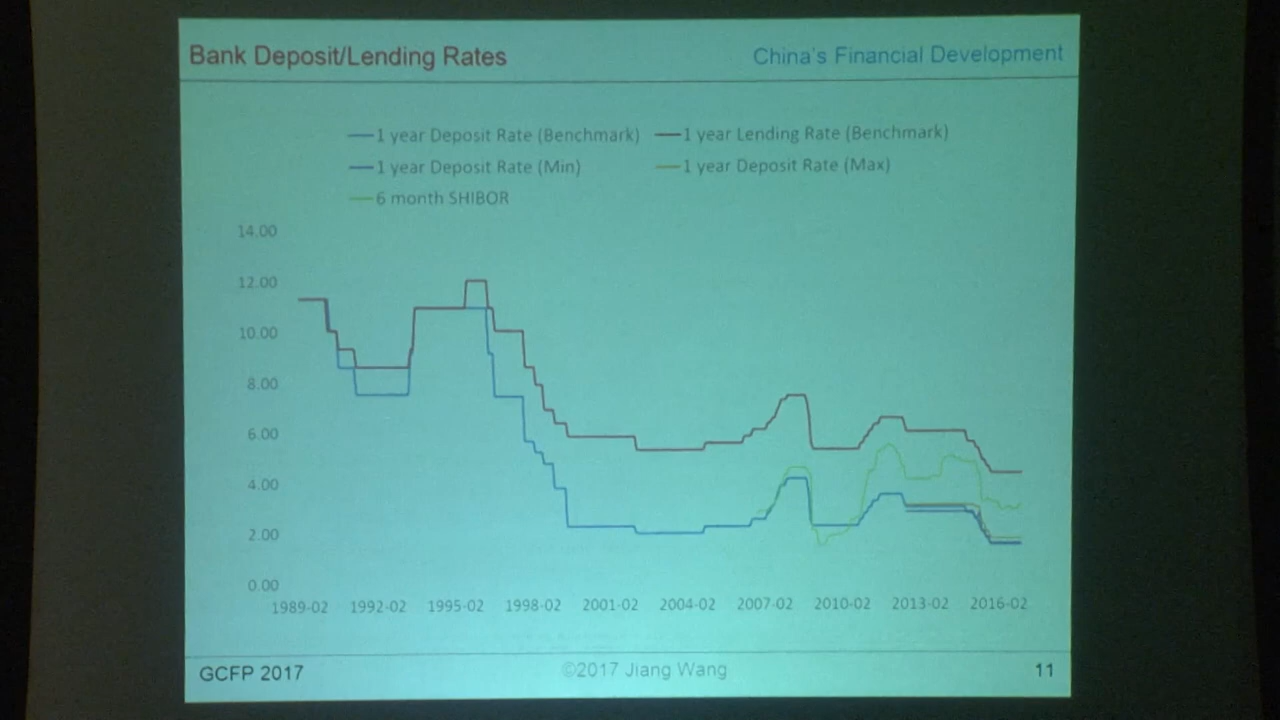 Bank Deposit/Lending Rates
China's Financial Development
1 year Deposit Rate (Benchmark)
1 year Lending Rate (Benchmark)
1 year Deposit Rate (Min)
1 year Deposit Rate (Max)
6 month SHIBOR
14.00
12.00
10.00
8.00
6.00
4.00
2.00
0.00
1989-02 1992-02 1995-02 1998-02 2001-02 2004-02 2007-02 2010-02 2013-02 2016-02
GCFP 2017
©2017 Jiang Wang
11